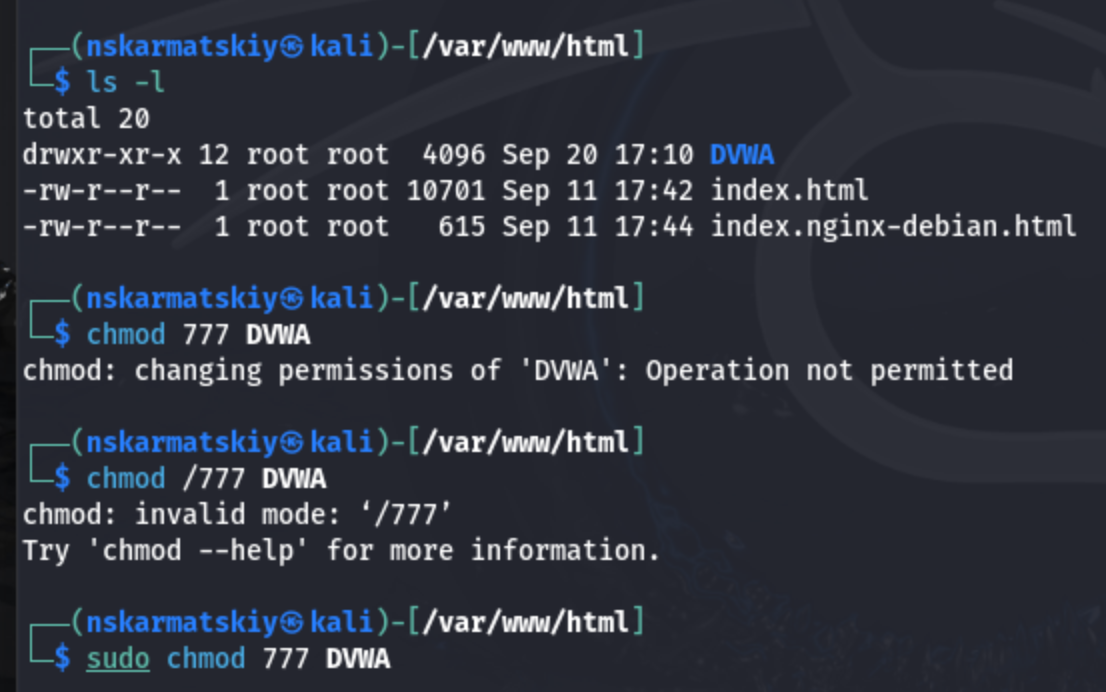 (nskarmatskiy㉿kali)-[/var/www/html]
$ ls -l
total 20
drwxr-xr-x 12 root root  4096 Sep 20 17:10 DVWA
-rw-r--r--  1 root root 10701 Sep 11 17:42 index.html
-rw-r--r--  1 root root   615 Sep 11 17:44 index.nginx-debian.html
(nskarmatskiy㉿kali)-[/var/www/html]
$ chmod 777 DVWA
chmod: changing permissions of 'DVWA': Operation not permitted
(nskarmatskiy㉿kali)-[/var/www/html]
$ chmod /777 DVWA
chmod: invalid mode: ‘/777’
Try 'chmod --help' for more information.
(nskarmatskiy㉿kali)-[/var/www/html]
$ sudo chmod 777 DVWA